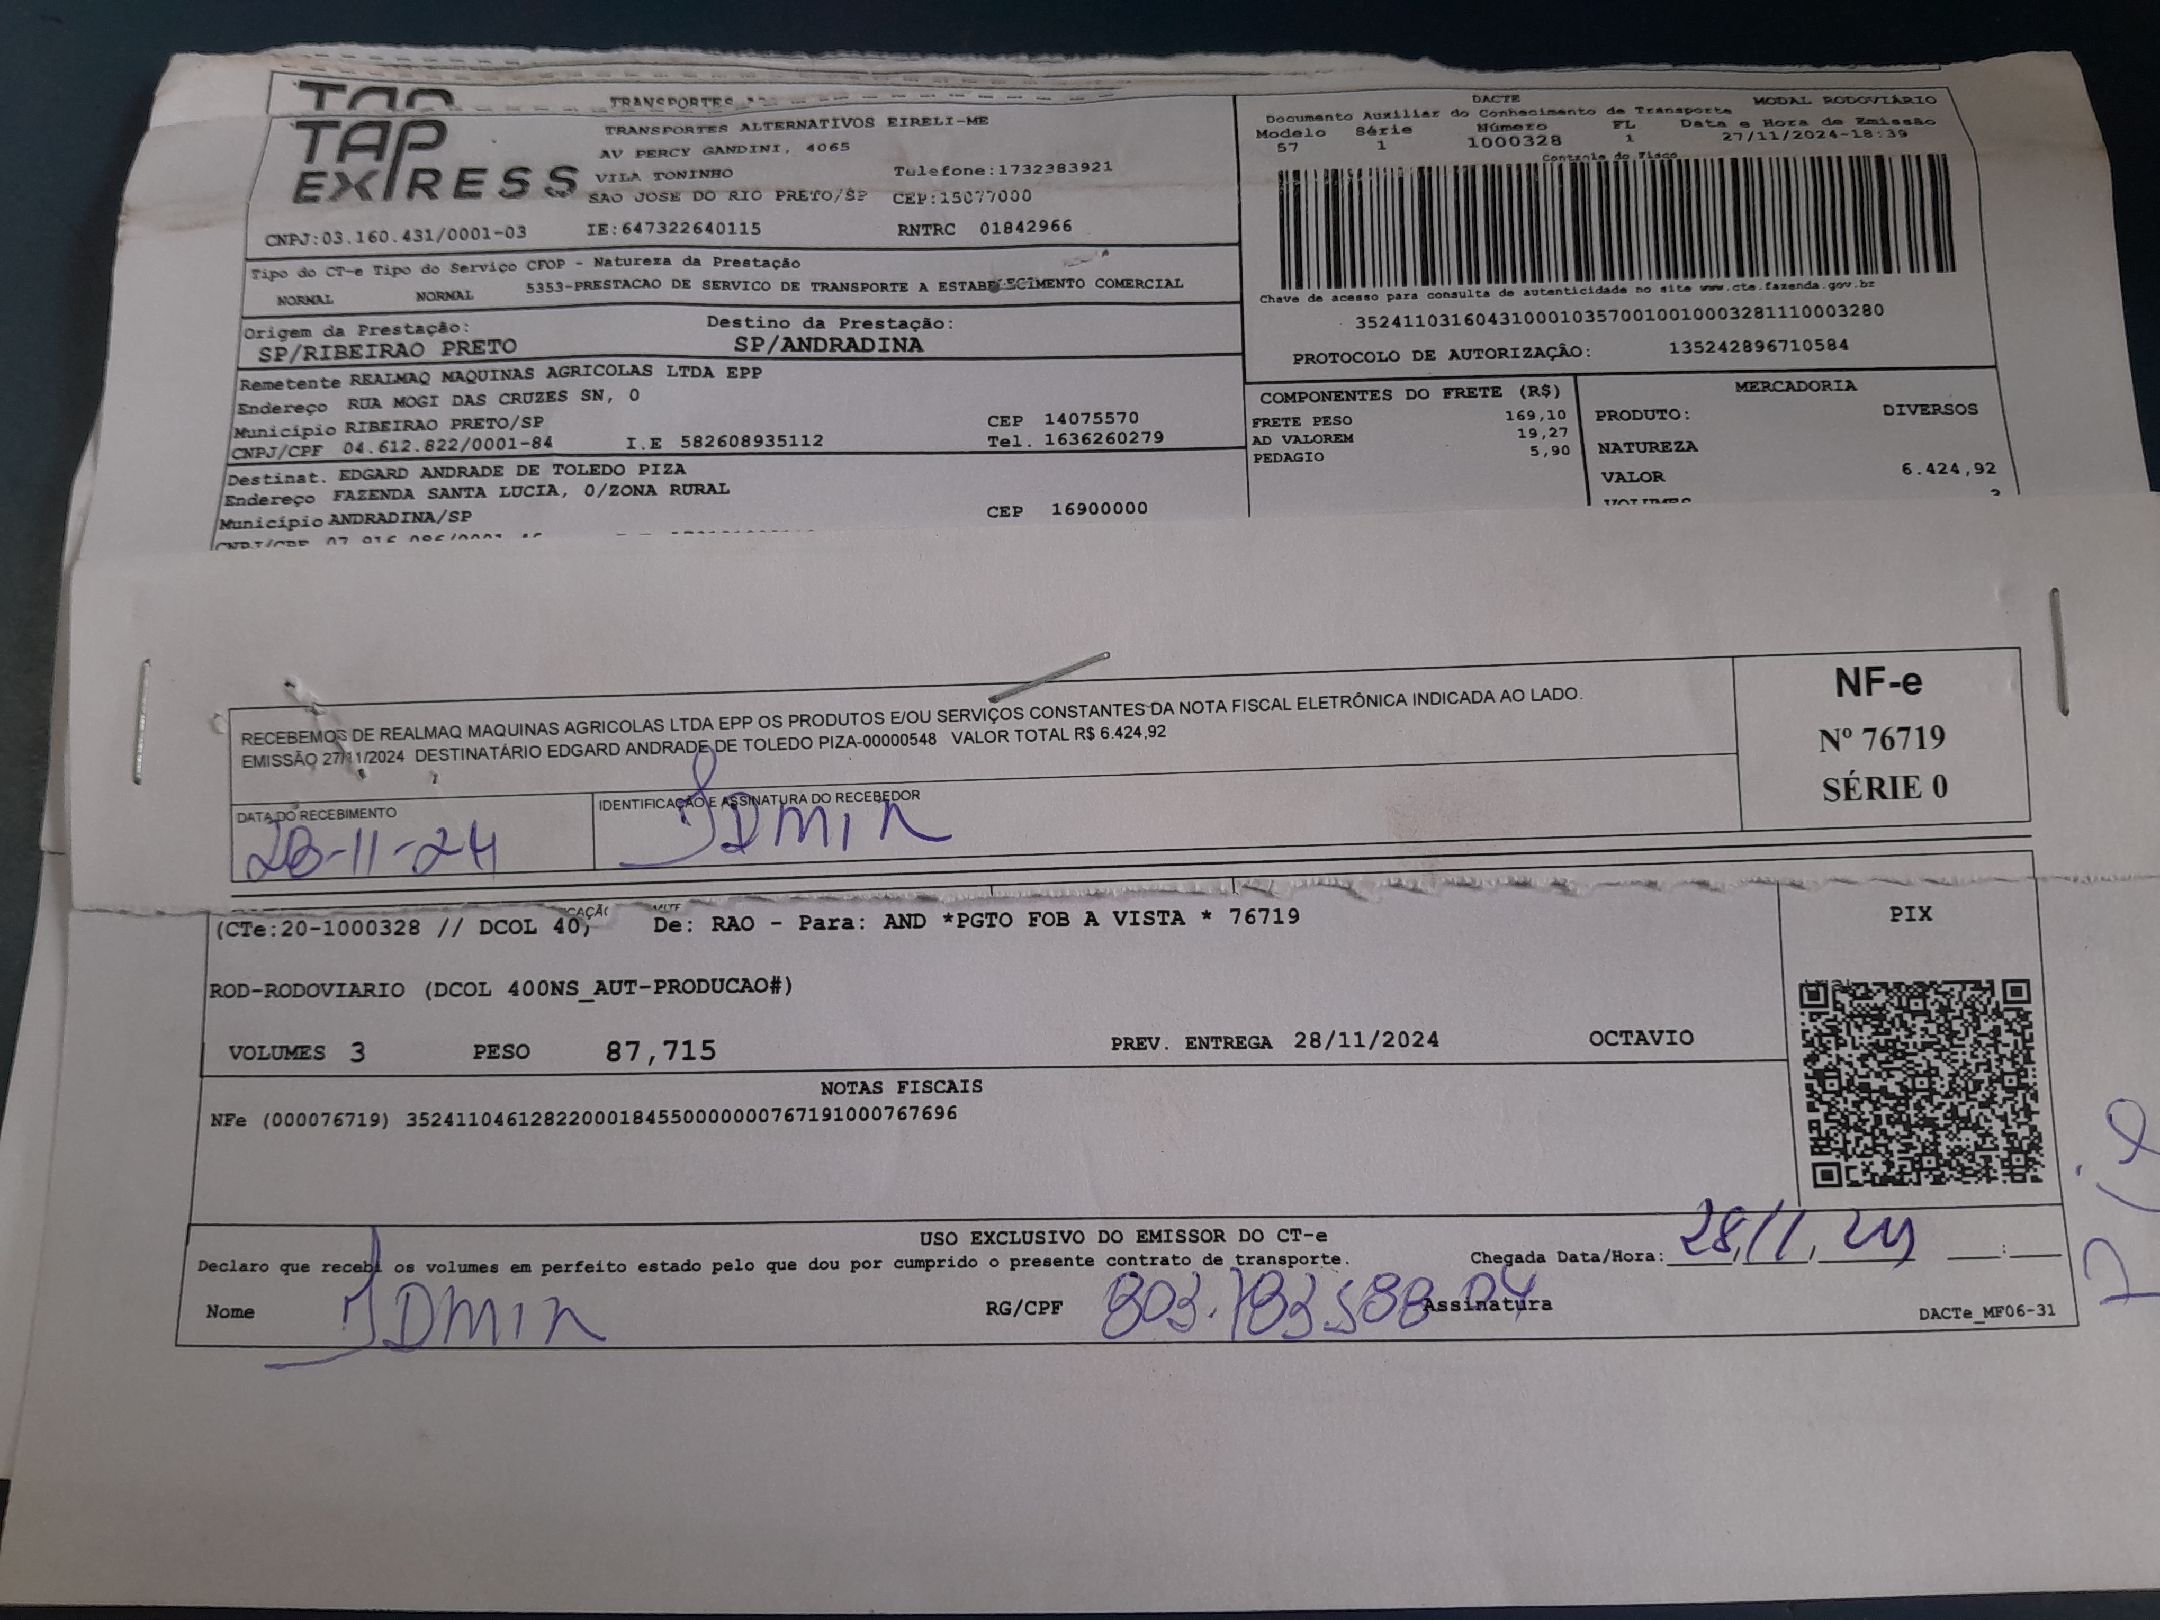 TAP
EXPRESS
TRANSPORTES ALTERNATIVOS EIRELI-ME
AV PERCY GANDINI, 4065
VILA TONINHO Telefone:1732383921
SAO JOSE DO RIO PRETO/SP CEP:15077000
CNPJ:03.160.431/0001-03 IE:647322640115 RNTRC 01842966
DACTE MODAL RODOVIÁRIO
Documento Auxiliar do Conhecimento de Transporte
Modelo Série Número FL Data e Hora de Emissão
57 1 1000328 1 27/11/2024-18:39
Controle do Fisco
Chave de acesso para consulta de autenticidade no site www.cte.fazenda.gov.br
35241103160431000103570010010003281110003280
PROTOCOLO DE AUTORIZAÇÃO: 135242896710584
Tipo do CT-e Tipo do Serviço CFOP - Natureza da Prestação
NORMAL NORMAL 5353-PRESTACAO DE SERVICO DE TRANSPORTE A ESTABELECIMENTO COMERCIAL
Origem da Prestação: Destino da Prestação:
SP/RIBEIRAO PRETO SP/ANDRADINA
Remetente REALMAQ MAQUINAS AGRICOLAS LTDA EPP
Endereço RUA MOGI DAS CRUZES SN, 0
Município RIBEIRAO PRETO/SP CEP 14075570
CNPJ/CPF 04.612.822/0001-84 I.E 582608935112 Tel. 1636260279
Destinat. EDGARD ANDRADE DE TOLEDO PIZA
Endereço FAZENDA SANTA LUCIA, 0/ZONA RURAL
Município ANDRADINA/SP CEP 16900000
COMPONENTES DO FRETE (R$)
FRETE PESO 169,10
AD VALOREM 19,27
PEDAGIO 5,90
MERCADORIA
PRODUTO: DIVERSOS
NATUREZA
VALOR 6.424,92
VOLUMES
RECEBEMOS DE REALMAQ MAQUINAS AGRICOLAS LTDA EPP OS PRODUTOS E/OU SERVIÇOS CONSTANTES DA NOTA FISCAL ELETRÔNICA INDICADA AO LADO.
EMISSÃO 27/11/2024 DESTINATÁRIO EDGARD ANDRADE DE TOLEDO PIZA-00000548 VALOR TOTAL R$ 6.424,92
DATA DO RECEBIMENTO IDENTIFICAÇÃO E ASSINATURA DO RECEBEDOR
28-11-24
NF-e
Nº 76719
SÉRIE 0
(CTe:20-1000328 // DCOL 40, De: RAO - Para: AND *PGTO FOB A VISTA * 76719
ROD-RODOVIARIO (DCOL 400NS_AUT-PRODUCAO#)
VOLUMES 3 PESO 87,715 PREV. ENTREGA 28/11/2024 OCTAVIO
PIX
NOTAS FISCAIS
NFe (000076719) 35241104612822000184550000000767191000767696
USO EXCLUSIVO DO EMISSOR DO CT-e
Declaro que recebi os volumes em perfeito estado pelo que dou por cumprido o presente contrato de transporte. Chegada Data/Hora: 28/11/24 :
Nome RG/CPF Assinatura DACTe_MF06-31